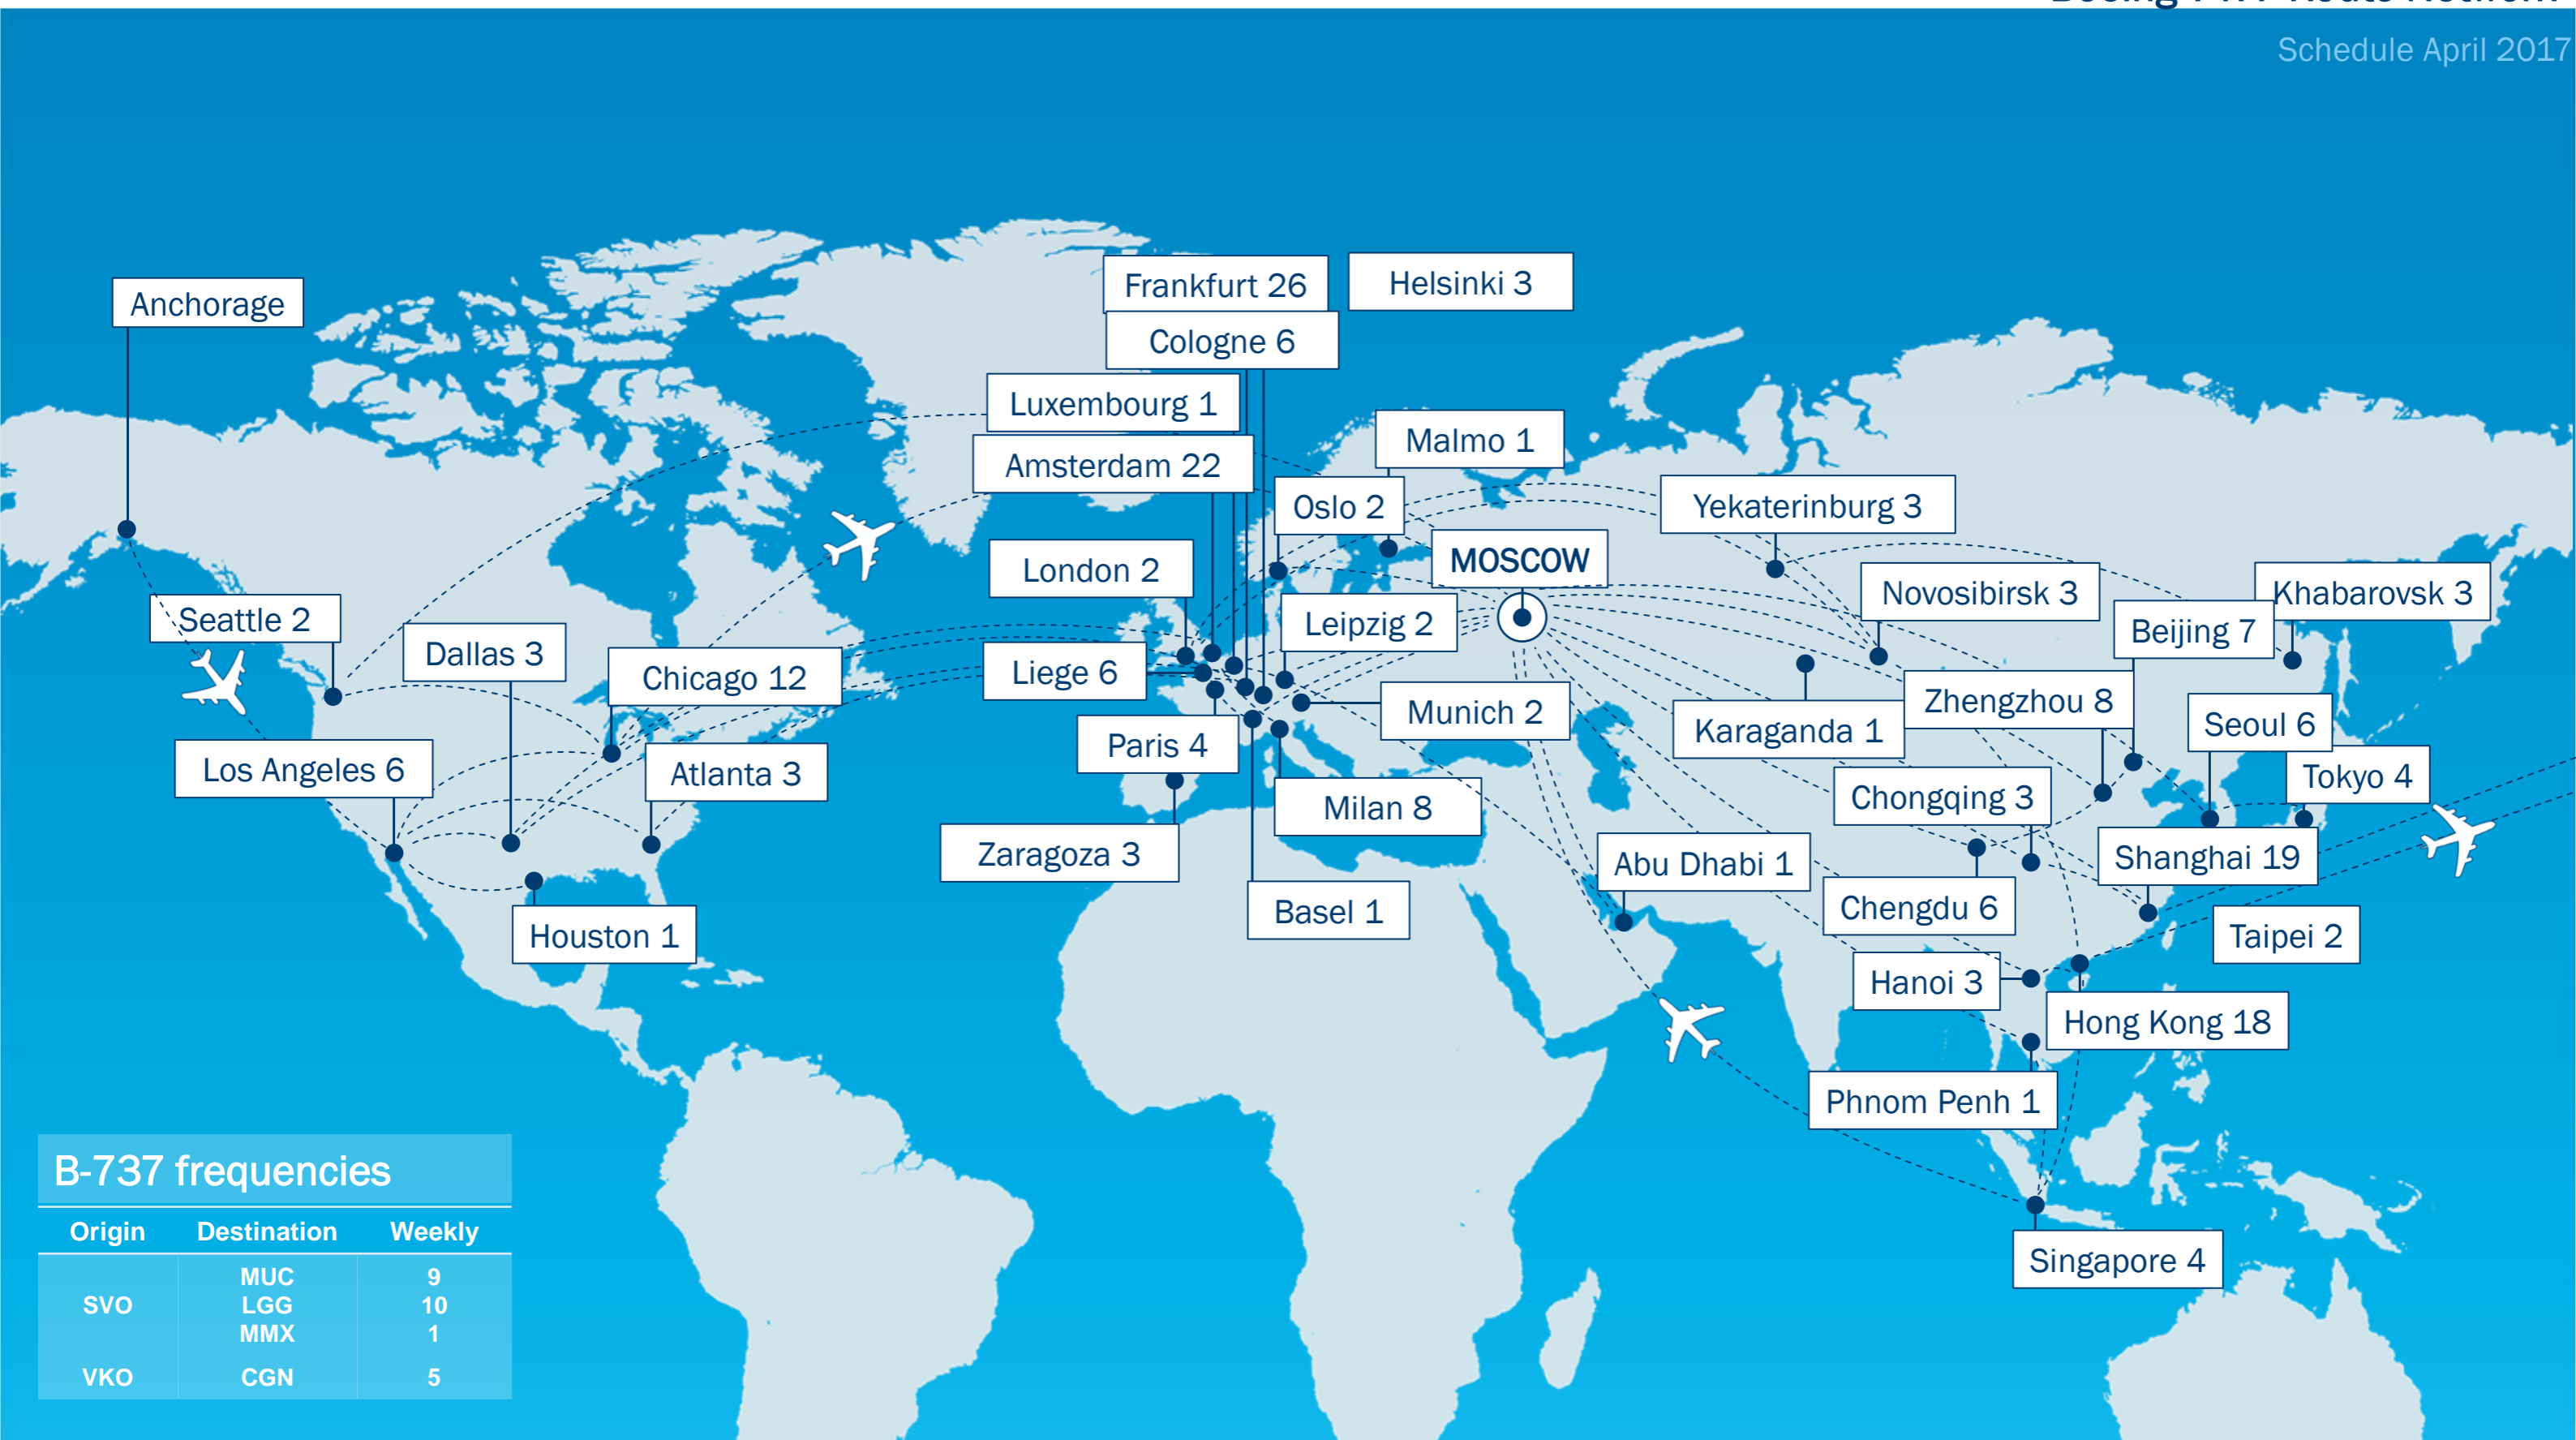 Schedule April 2017
Anchorage
Frankfurt 26
Helsinki 3
Cologne 6
Luxembourg 1
Malmo 1
Amsterdam 22
Oslo 2
Yekaterinburg 3
MOSCOW
London 2
Novosibirsk 3
Khabarovsk 3
Seattle 2
Leipzig 2
Beijing 7
Dallas 3
Liege 6
Chicago 12
Zhengzhou 8
Munich 2
Seoul 6
Karaganda 1
Paris 4
Los Angeles 6
Atlanta 3
Tokyo 4
Chongqing 3
Milan 8
Zaragoza 3
Abu Dhabi 1
Shanghai 19
Chengdu 6
Basel 1
Houston 1
Taipei 2
Hanoi 3
Hong Kong 18
Phnom Penh 1
Singapore 4
B-737 frequencies
Origin Destination Weekly
MUC 9
SVO LGG 10
MMX 1
VKO CGN 5